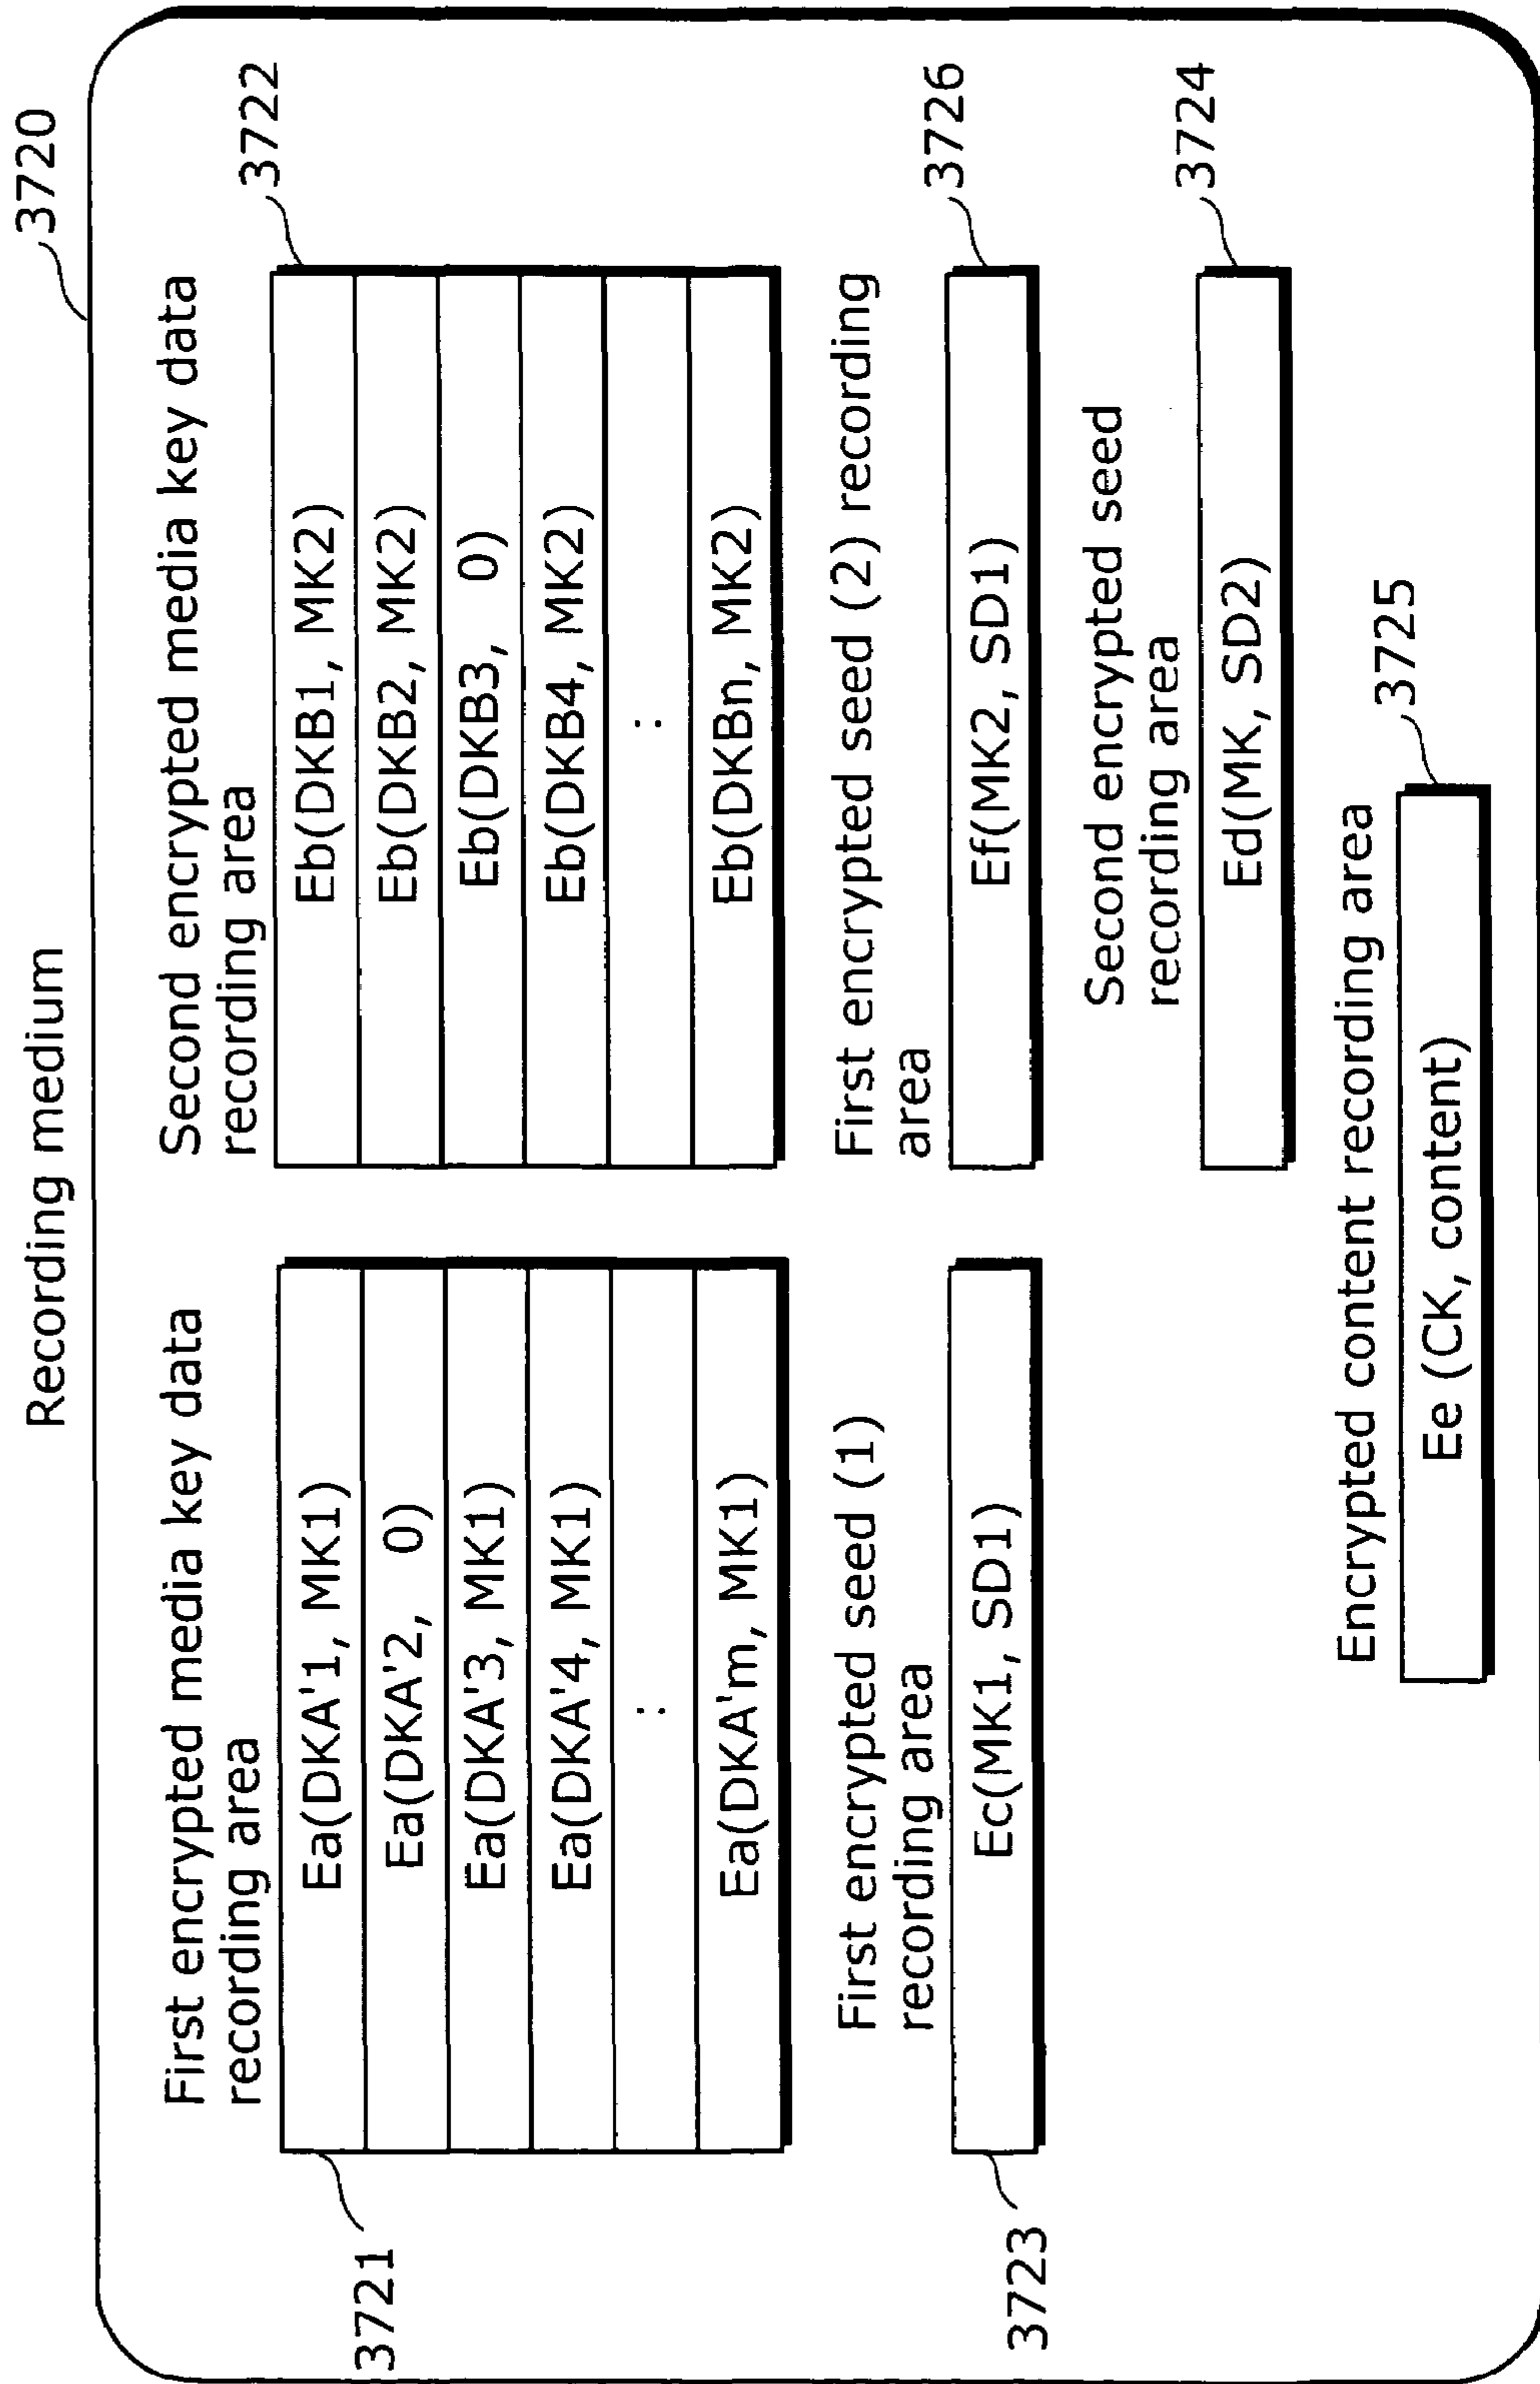 Recording medium
3720
First encrypted media key data
recording area
3721
Ea(DKA'1, MK1)
Ea(DKA'2, 0)
Ea(DKA'3, MK1)
Ea(DKA'4, MK1)
:
Ea(DKA'm, MK1)
Second encrypted media key data
recording area
3722
Eb(DKB1, MK2)
Eb(DKB2, MK2)
Eb(DKB3, 0)
Eb(DKB4, MK2)
:
Eb(DKBn, MK2)
First encrypted seed (1)
recording area
3723
Ec(MK1, SD1)
First encrypted seed (2) recording
area
3726
Ef(MK2, SD1)
Second encrypted seed
recording area
3724
Ed(MK, SD2)
Encrypted content recording area
3725
Ee (CK, content)